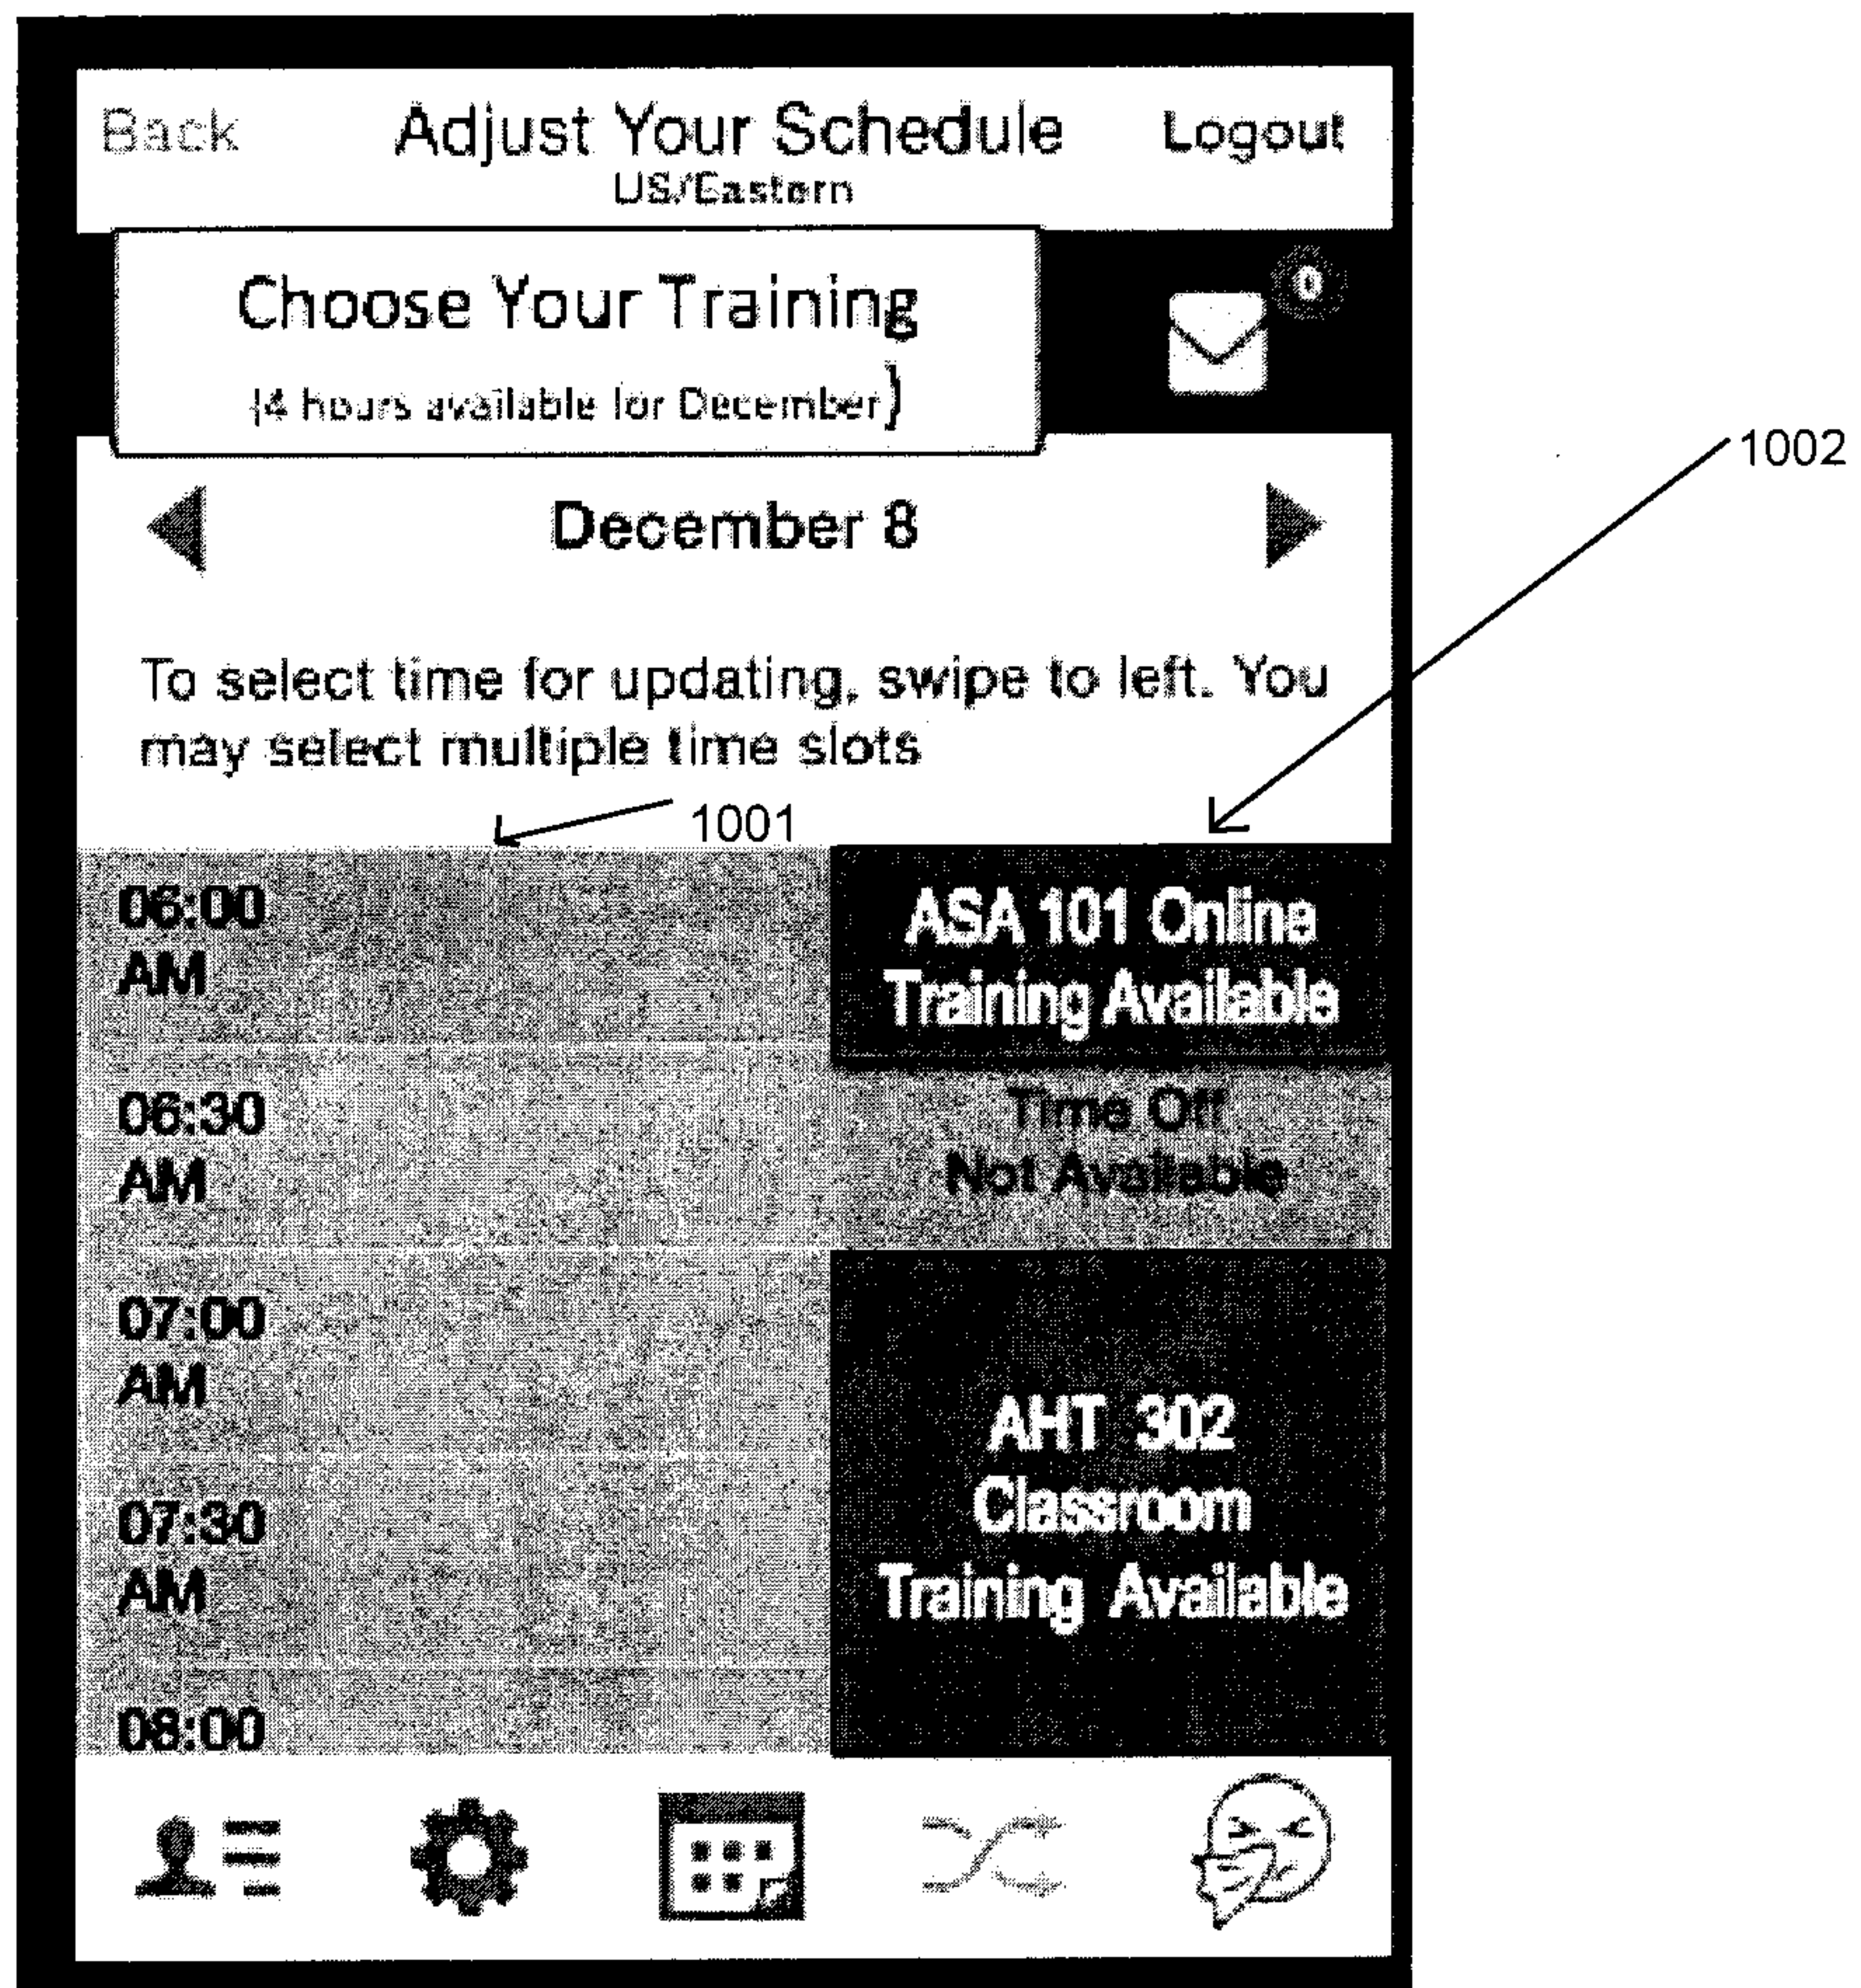 Back Adjust Your Schedule Logout
US/Eastern
Choose Your Training
0
(4 hours available for December)
1002
December 8
To select time for updating, swipe to left. You
may select multiple time slots
1001
06:00
AM
ASA 101 Online
Training Available
06:30
AM
Time Off
Not Available
07:00
AM
07:30
AM
AHT 302
Classroom
Training Available
08:00